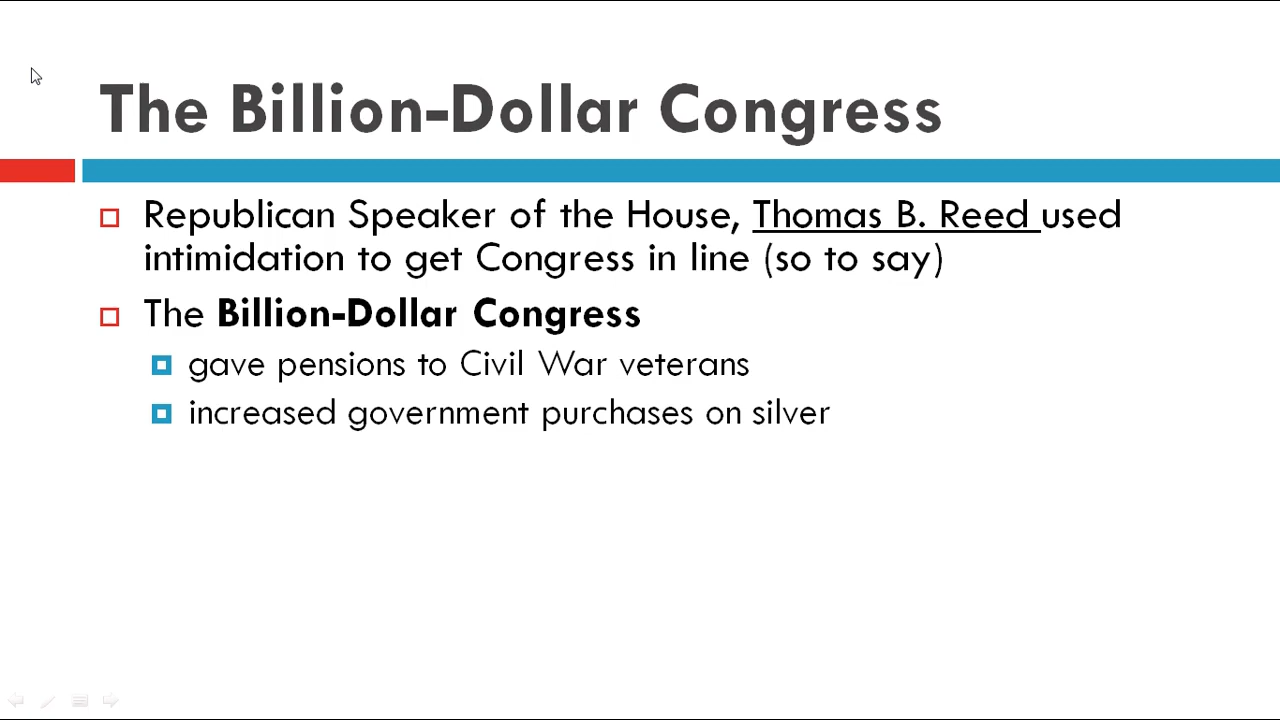 The Billion-Dollar Congress
Republican Speaker of the House, Thomas B. Reed used
intimidation to get Congress in line (so to say)
The Billion-Dollar Congress
gave pensions to Civil War veterans
increased government purchases on silver